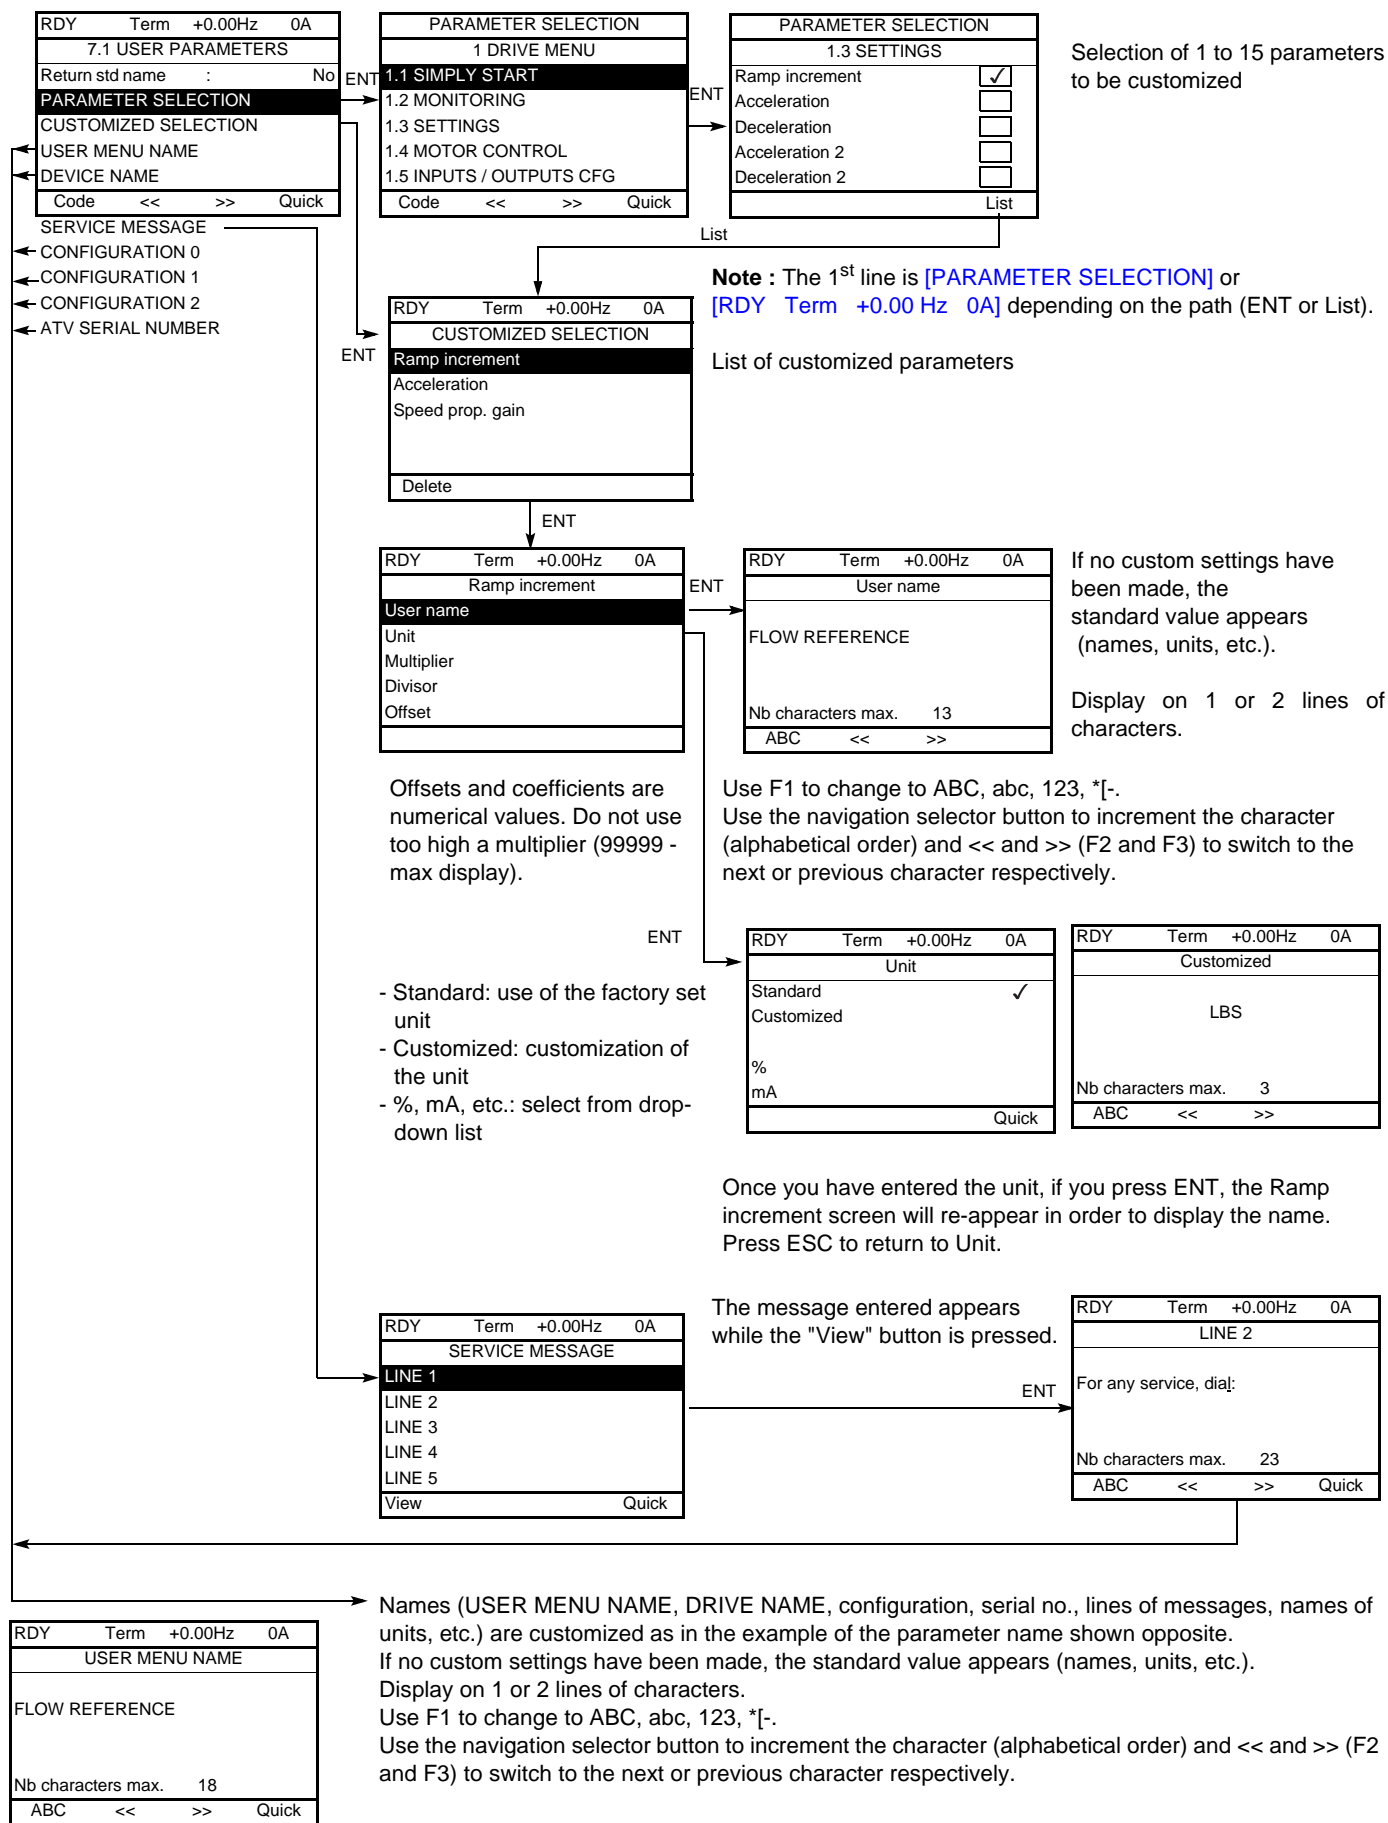 RDY Term +0.00Hz 0A
7.1 USER PARAMETERS
Return std name : No
PARAMETER SELECTION
CUSTOMIZED SELECTION
USER MENU NAME
DEVICE NAME
Code << >> Quick
SERVICE MESSAGE
CONFIGURATION 0
CONFIGURATION 1
CONFIGURATION 2
ATV SERIAL NUMBER
ENT
PARAMETER SELECTION
1 DRIVE MENU
1.1 SIMPLY START
1.2 MONITORING
1.3 SETTINGS
1.4 MOTOR CONTROL
1.5 INPUTS / OUTPUTS CFG
Code << >> Quick
ENT
PARAMETER SELECTION
1.3 SETTINGS
Ramp increment ✓
Acceleration
Deceleration
Acceleration 2
Deceleration 2
List
Selection of 1 to 15 parameters
to be customized
List
Note : The 1st line is [PARAMETER SELECTION] or
[RDY Term +0.00 Hz 0A] depending on the path (ENT or List).
ENT
RDY Term +0.00Hz 0A
CUSTOMIZED SELECTION
Ramp increment
Acceleration
Speed prop. gain
Delete
List of customized parameters
ENT
RDY Term +0.00Hz 0A
Ramp increment
User name
Unit
Multiplier
Divisor
Offset
ENT
RDY Term +0.00Hz 0A
User name
FLOW REFERENCE
Nb characters max. 13
ABC << >>
If no custom settings have
been made, the
standard value appears
(names, units, etc.).
Display on 1 or 2 lines of
characters.
Offsets and coefficients are
numerical values. Do not use
too high a multiplier (99999 -
max display).
Use F1 to change to ABC, abc, 123, *[-.
Use the navigation selector button to increment the character
(alphabetical order) and << and >> (F2 and F3) to switch to the
next or previous character respectively.
ENT
- Standard: use of the factory set
unit
- Customized: customization of
the unit
- %, mA, etc.: select from drop-
down list
RDY Term +0.00Hz 0A
Unit
Standard ✓
Customized
%
mA
Quick
RDY Term +0.00Hz 0A
Customized
LBS
Nb characters max. 3
ABC << >>
Once you have entered the unit, if you press ENT, the Ramp
increment screen will re-appear in order to display the name.
Press ESC to return to Unit.
RDY Term +0.00Hz 0A
SERVICE MESSAGE
LINE 1
LINE 2
LINE 3
LINE 4
LINE 5
View Quick
The message entered appears
while the "View" button is pressed.
ENT
RDY Term +0.00Hz 0A
LINE 2
For any service, dial:
Nb characters max. 23
ABC << >> Quick
RDY Term +0.00Hz 0A
USER MENU NAME
FLOW REFERENCE
Nb characters max. 18
ABC << >> Quick
Names (USER MENU NAME, DRIVE NAME, configuration, serial no., lines of messages, names of
units, etc.) are customized as in the example of the parameter name shown opposite.
If no custom settings have been made, the standard value appears (names, units, etc.).
Display on 1 or 2 lines of characters.
Use F1 to change to ABC, abc, 123, *[-.
Use the navigation selector button to increment the character (alphabetical order) and << and >> (F2
and F3) to switch to the next or previous character respectively.